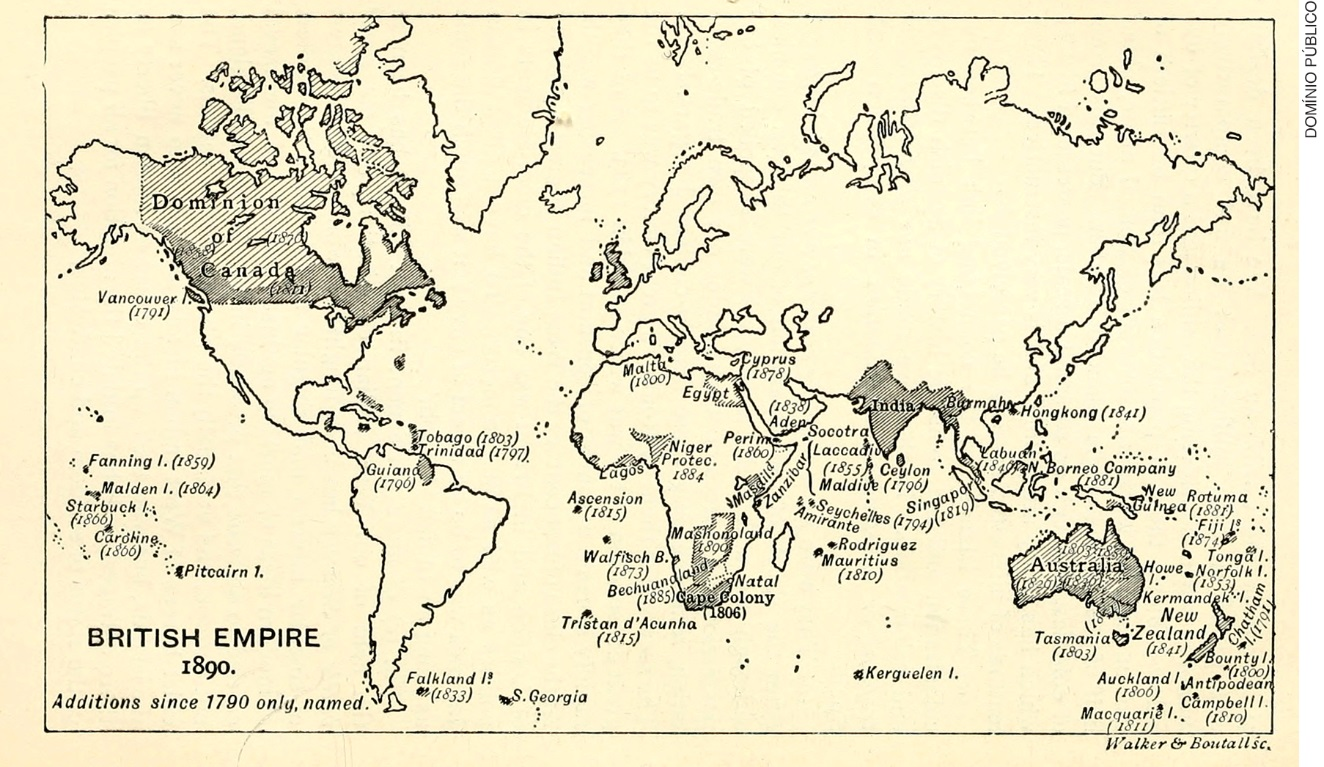 DOMÍNIO PÚBLICO
Dominion
of
Canada
(1858)
(1870)
(1811)
Vancouver I.
(1791)
Malta
(1800)
Cyprus
(1878)
Egypt
(1838)
Aden
India
Burmah
Hongkong (1841)
Tobago (1803)
Trinidad (1797)
Guiana
(1796)
Lagos
Niger
Protec.
1884
Perim
(1860)
Socotra
Laccadiv
(1855)
Maldive
Ceylon
(1796)
Labuan
(1846)
N. Borneo Company
(1881)
Singapore
(1819)
New
Guinea
Rotuma
(1881)
Fiji Iˢ
(1874)
Tonga I.
Fanning I. (1859)
Malden I. (1864)
Starbuck I.
(1866)
Caroline
(1866)
Pitcairn I.
Ascension
(1815)
Zanzibar
Seychelles (1794)
Amirante
Rodriguez
Mauritius
(1810)
Mashonoland
1890
Walfisch B.
(1873)
Bechuanaland
(1885)
Natal
Cape Colony
(1806)
Tristan d'Acunha
(1815)
Australia
Howe
I.
Norfolk I.
(1853)
Kermandek I.
New
Zealand
(1841)
Chatham
I. (1791)
Tasmania
(1803)
Bounty I.
(1800)
Auckland I.
(1806)
Antipodean
Campbell I.
(1810)
Macquarie I.
(1811)
Kerguelen I.
Falkland Iˢ
(1833)
S. Georgia
BRITISH EMPIRE
1890.
Additions since 1790 only, named.
Walker & Boutall sc.